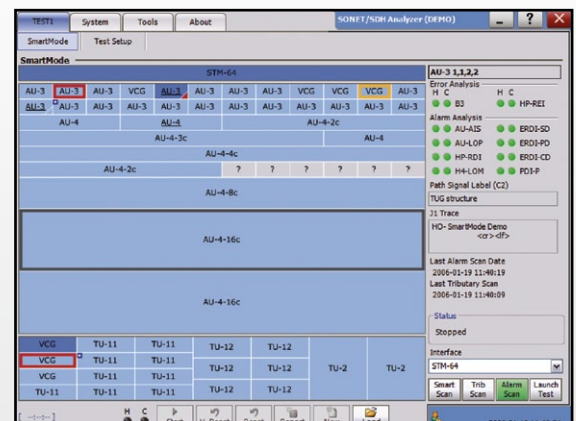 TEST1 System Tools About SONET/SDH Analyzer (DEMO) ? X
SmartMode Test Setup
SmartMode
STM-64
AU-3 AU-3 AU-3 VCG AU-3 AU-3 AU-3 AU-3 VCG VCG VCG AU-3
AU-3 AU-3 AU-3 AU-3 AU-3 AU-3 AU-3 AU-3 AU-3 AU-3 AU-3 AU-3
AU-4 AU-4 AU-4-2c
AU-4-3c AU-4
AU-4-4c
AU-4-2c ? ? ? ? ? ?
AU-4-8c
AU-4-16c
AU-4-16c
VCG TU-11 TU-11 TU-12 TU-12 TU-2 TU-2
VCG TU-11 TU-11 TU-12 TU-12
VCG TU-11 TU-11
TU-11 TU-11 TU-11 TU-12 TU-12
AU-3 1,1,2,2
Error Analysis
H C H C
B3 HP-REI
Alarm Analysis
AU-AIS ERDI-SD
AU-LOP ERDI-PD
HP-RDI ERDI-CD
H4-LOM PDI-P
Path Signal Label (C2)
TUG structure
J1 Trace
HO- SmartMode Demo
<cr><lf>
Last Alarm Scan Date
2006-01-19 11:40:19
Last Tributary Scan
2006-01-19 11:40:09
Status
Stopped
Interface
STM-64
Smart Scan Trib Scan Alarm Scan Launch Test
[ --:--:-- ] H C Start Reset Report New Load